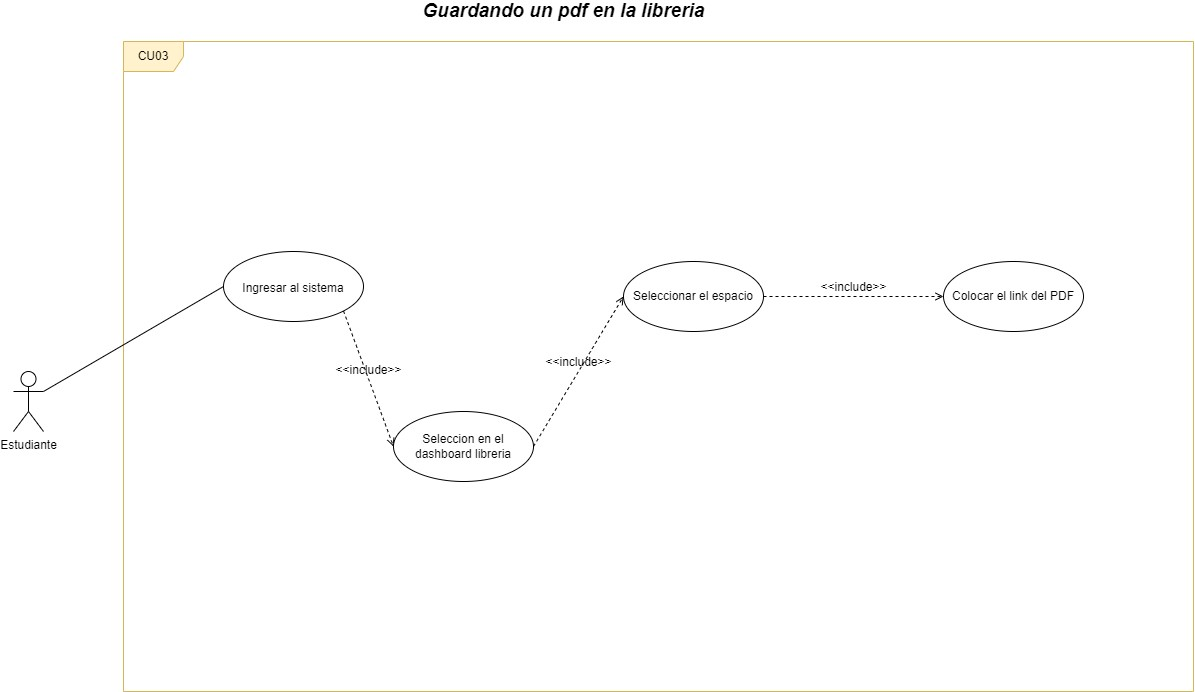 Guardando un pdf en la libreria
CU03
Ingresar al sistema
Seleccionar el espacio
<<include>>
Colocar el link del PDF
<<include>>
<<include>>
Seleccion en el
dashboard libreria
Estudiante